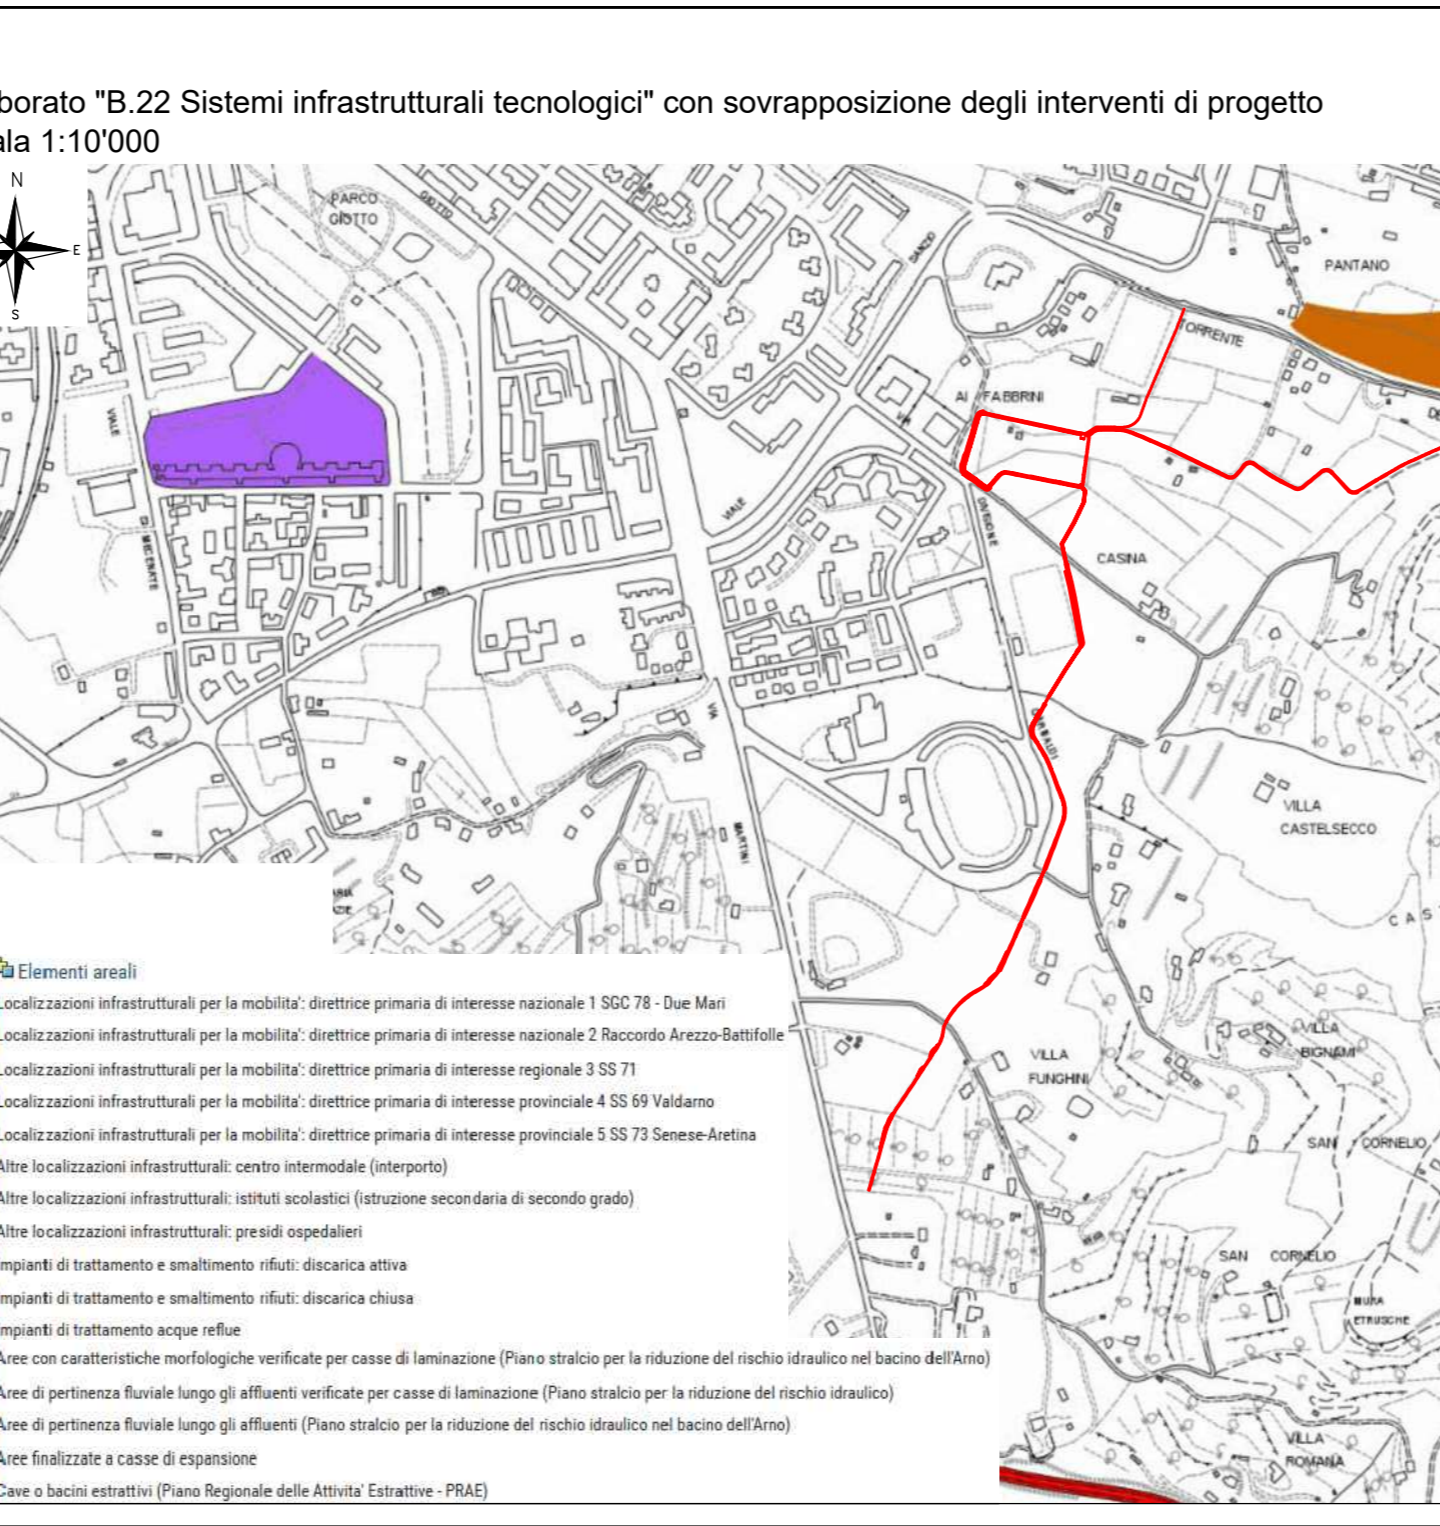 borato "B.22 Sistemi infrastrutturali tecnologici" con sovrapposizione degli interventi di progetto
ala 1:10'000
N
E
S
PARCO
GIOTTO
GIOTTO
SANZIO
PANTANO
TORRENTE
AI FABBRINI
DE
VIALE
VIA
VIALE
MECENATE
DIVISIONE
CASINA
VIA
GARIBALDI
VILLA
CASTELSECCO
MARTINI
CAST
ARIA
ZIE
Elementi areali
Localizzazioni infrastrutturali per la mobilita': direttrice primaria di interesse nazionale 1 SGC 78 - Due Mari
Localizzazioni infrastrutturali per la mobilita': direttrice primaria di interesse nazionale 2 Raccordo Arezzo-Battifolle
Localizzazioni infrastrutturali per la mobilita': direttrice primaria di interesse regionale 3 SS 71
Localizzazioni infrastrutturali per la mobilita': direttrice primaria di interesse provinciale 4 SS 69 Valdarno
Localizzazioni infrastrutturali per la mobilita': direttrice primaria di interesse provinciale 5 SS 73 Senese-Aretina
Altre localizzazioni infrastrutturali: centro intermodale (interporto)
Altre localizzazioni infrastrutturali: istituti scolastici (istruzione secondaria di secondo grado)
Altre localizzazioni infrastrutturali: presidi ospedalieri
mpianti di trattamento e smaltimento rifiuti: discarica attiva
mpianti di trattamento e smaltimento rifiuti: discarica chiusa
mpianti di trattamento acque reflue
Aree con caratteristiche morfologiche verificate per casse di laminazione (Piano stralcio per la riduzione del rischio idraulico nel bacino dell'Arno)
Aree di pertinenza fluviale lungo gli affluenti verificate per casse di laminazione (Piano stralcio per la riduzione del rischio idraulico)
Aree di pertinenza fluviale lungo gli affluenti (Piano stralcio per la riduzione del rischio idraulico nel bacino dell'Arno)
Aree finalizzate a casse di espansione
Cave o bacini estrattivi (Piano Regionale delle Attivita' Estrattive - PRAE)
VILLA
BIGNAMI
VILLA
FUNGHINI
SAN CORNELIO
SAN CORNELIO
MURA
ETRUSCHE
VILLA
ROMANA